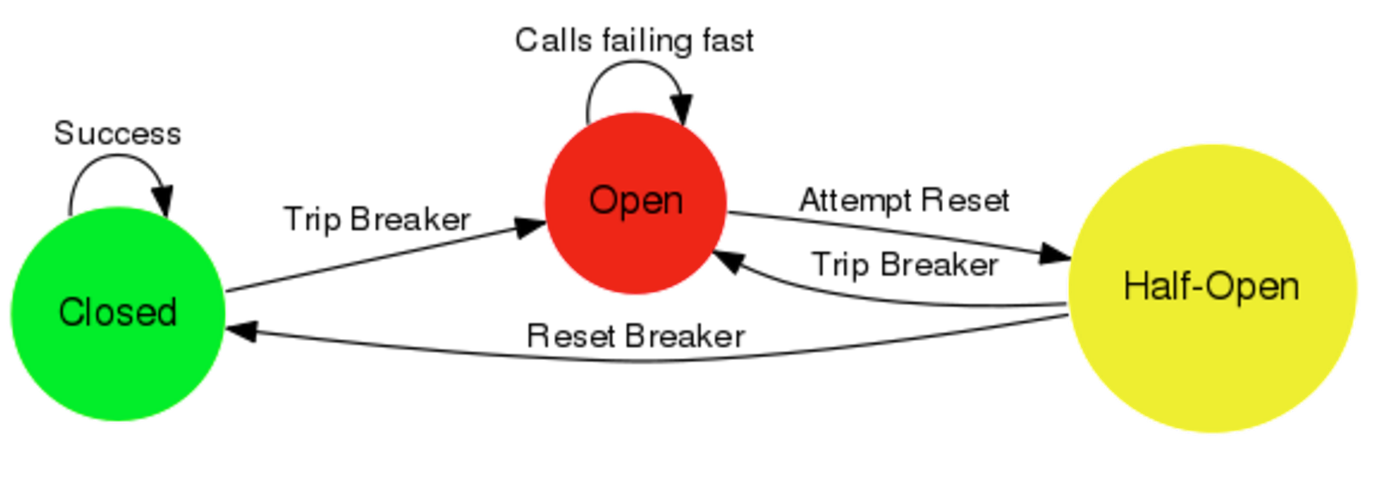 Calls failing fast
Success
Open
Attempt Reset
Trip Breaker
Trip Breaker
Half-Open
Closed
Reset Breaker